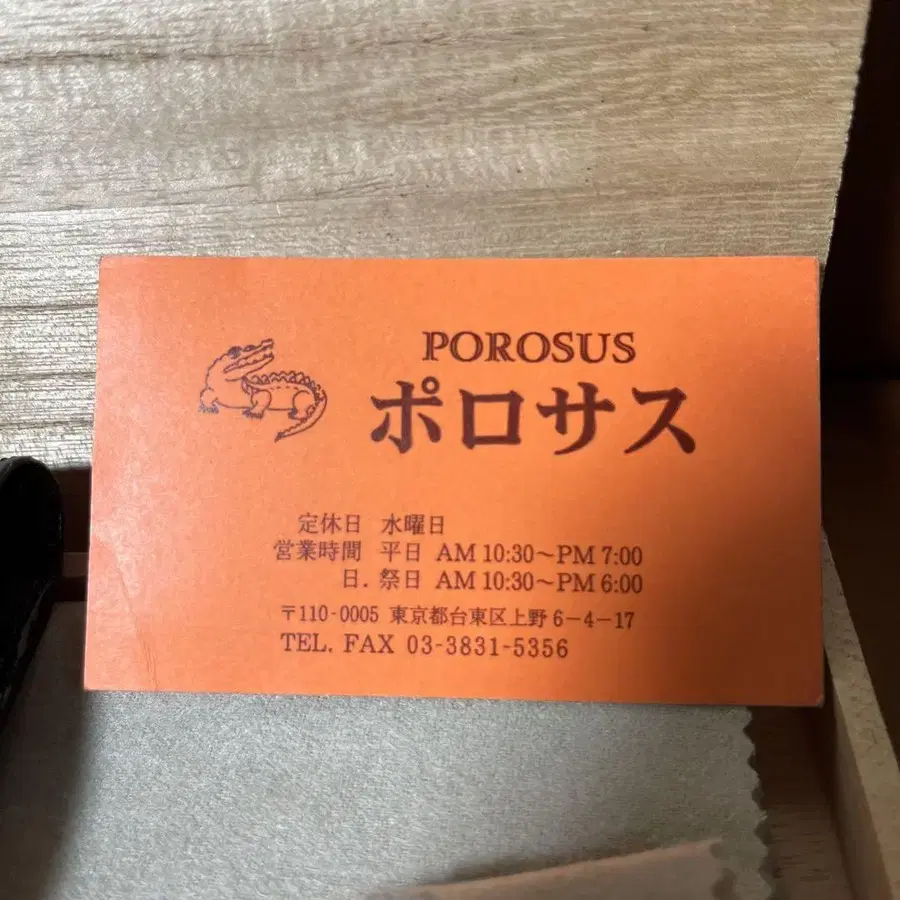 POROSUS
ポロサス
定休日 水曜日
営業時間 平日 AM 10:30～PM 7:00
日. 祭日 AM 10:30～PM 6:00
〒110-0005 東京都台東区上野6－4－17
TEL. FAX 03-3831-5356